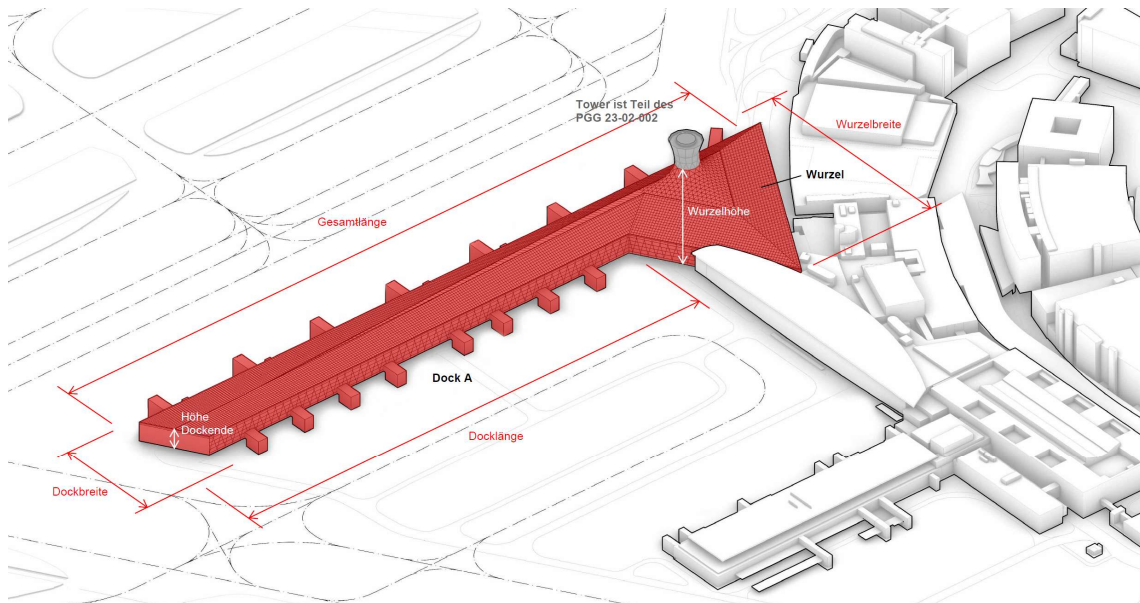 Tower ist Teil des
PGG 23-02-002
Wurzelbreite
Wurzel
Wurzelhöhe
Gesamtlänge
Dock A
Höhe
Dockende
Docklänge
Dockbreite